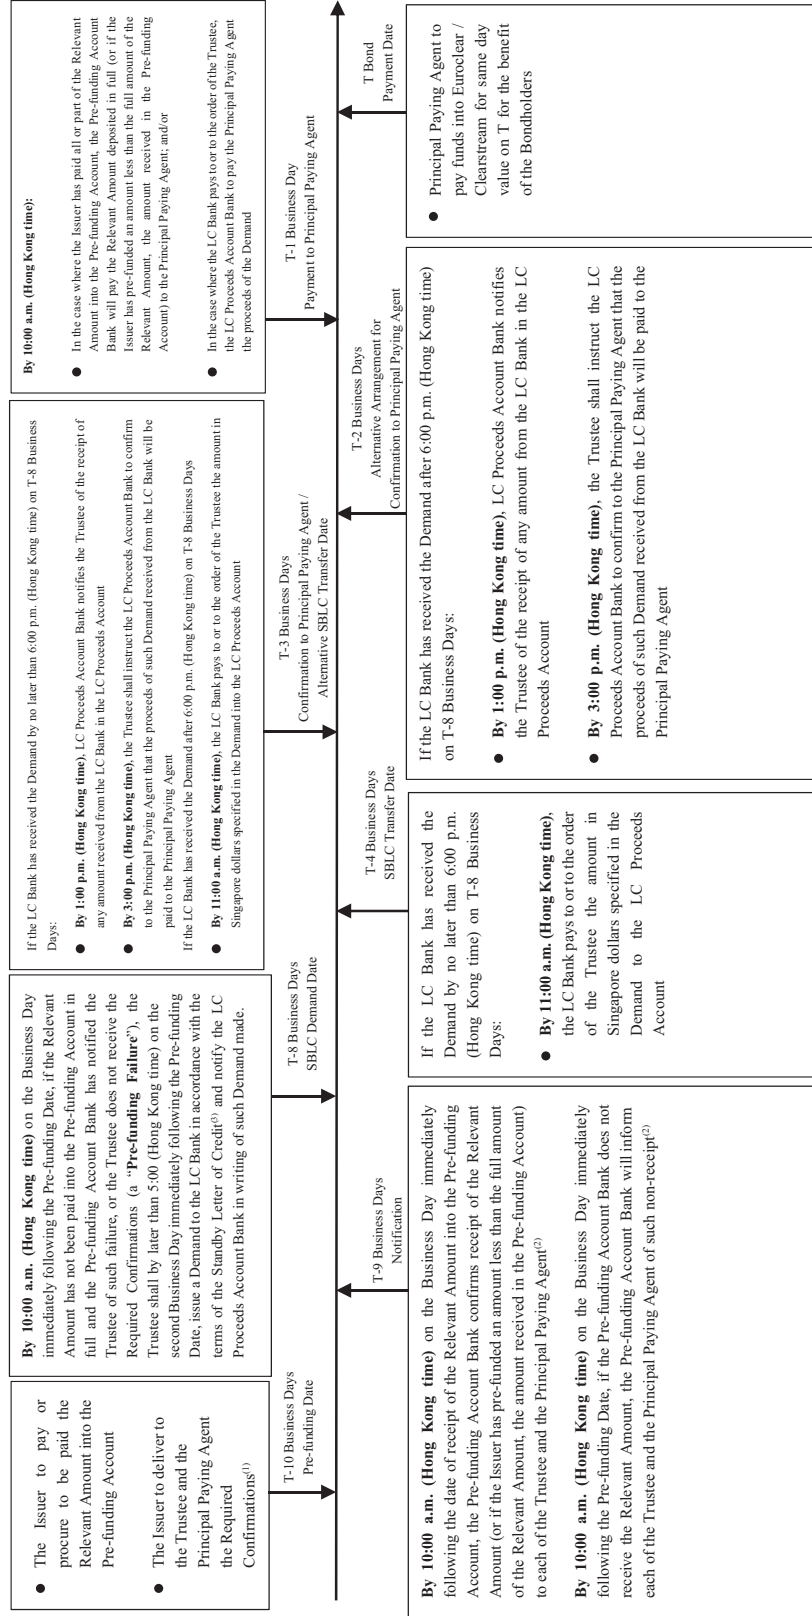 ● The Issuer to pay or
procure to be paid the
Relevant Amount into the
Pre-funding Account
● The Issuer to deliver to
the Trustee and the
Principal Paying Agent
the Required
Confirmations(1)
By 10:00 a.m. (Hong Kong time) on the Business Day
immediately following the Pre-funding Date, if the Relevant
Amount has not been paid into the Pre-funding Account in
full and the Pre-funding Account Bank has notified the
Trustee of such failure, or the Trustee does not receive the
Required Confirmations (a “Pre-funding Failure”), the
Trustee shall by later than 5:00 (Hong Kong time) on the
second Business Day immediately following the Pre-funding
Date, issue a Demand to the LC Bank in accordance with the
terms of the Standby Letter of Credit(3) and notify the LC
Proceeds Account Bank in writing of such Demand made.
If the LC Bank has received the Demand by no later than 6:00 p.m. (Hong Kong time) on T-8 Business
Days:
● By 1:00 p.m. (Hong Kong time), LC Proceeds Account Bank notifies the Trustee of the receipt of
any amount received from the LC Bank in the LC Proceeds Account
● By 3:00 p.m. (Hong Kong time), the Trustee shall instruct the LC Proceeds Account Bank to confirm
to the Principal Paying Agent that the proceeds of such Demand received from the LC Bank will be
paid to the Principal Paying Agent
If the LC Bank has received the Demand after 6:00 p.m. (Hong Kong time) on T-8 Business Days
● By 11:00 a.m. (Hong Kong time), the LC Bank pays to or to the order of the Trustee the amount in
Singapore dollars specified in the Demand into the LC Proceeds Account
By 10:00 a.m. (Hong Kong time):
● In the case where the Issuer has paid all or part of the Relevant
Amount into the Pre-funding Account, the Pre-funding Account
Bank will pay the Relevant Amount deposited in full (or if the
Issuer has pre-funded an amount less than the full amount of the
Relevant Amount, the amount received in the Pre-funding
Account) to the Principal Paying Agent; and/or
● In the case where the LC Bank pays to or to the order of the Trustee,
the LC Proceeds Account Bank to pay the Principal Paying Agent
the proceeds of the Demand
T-10 Business Days
Pre-funding Date
T-8 Business Days
SBLC Demand Date
T-3 Business Days
Confirmation to Principal Paying Agent /
Alternative SBLC Transfer Date
T-1 Business Day
Payment to Principal Paying Agent
T-9 Business Days
Notification
T-4 Business Days
SBLC Transfer Date
T-2 Business Days
Alternative Arrangement for
Confirmation to Principal Paying Agent
T Bond
Payment Date
By 10:00 a.m. (Hong Kong time) on the Business Day immediately
following the date of receipt of the Relevant Amount into the Pre-funding
Account, the Pre-funding Account Bank confirms receipt of the Relevant
Amount (or if the Issuer has pre-funded an amount less than the full amount
of the Relevant Amount, the amount received in the Pre-funding Account)
to each of the Trustee and the Principal Paying Agent(2)
By 10:00 a.m. (Hong Kong time) on the Business Day immediately
following the Pre-funding Date, if the Pre-funding Account Bank does not
receive the Relevant Amount, the Pre-funding Account Bank will inform
each of the Trustee and the Principal Paying Agent of such non-receipt(2)
If the LC Bank has received the
Demand by no later than 6:00 p.m.
(Hong Kong time) on T-8 Business
Days:
● By 11:00 a.m. (Hong Kong time),
the LC Bank pays to or to the order
of the Trustee the amount in
Singapore dollars specified in the
Demand to the LC Proceeds
Account
If the LC Bank has received the Demand after 6:00 p.m. (Hong Kong time)
on T-8 Business Days:
● By 1:00 p.m. (Hong Kong time), LC Proceeds Account Bank notifies
the Trustee of the receipt of any amount from the LC Bank in the LC
Proceeds Account
● By 3:00 p.m. (Hong Kong time), the Trustee shall instruct the LC
Proceeds Account Bank to confirm to the Principal Paying Agent that the
proceeds of such Demand received from the LC Bank will be paid to the
Principal Paying Agent
● Principal Paying Agent to
pay funds into Euroclear /
Clearstream for same day
value on T for the benefit
of the Bondholders